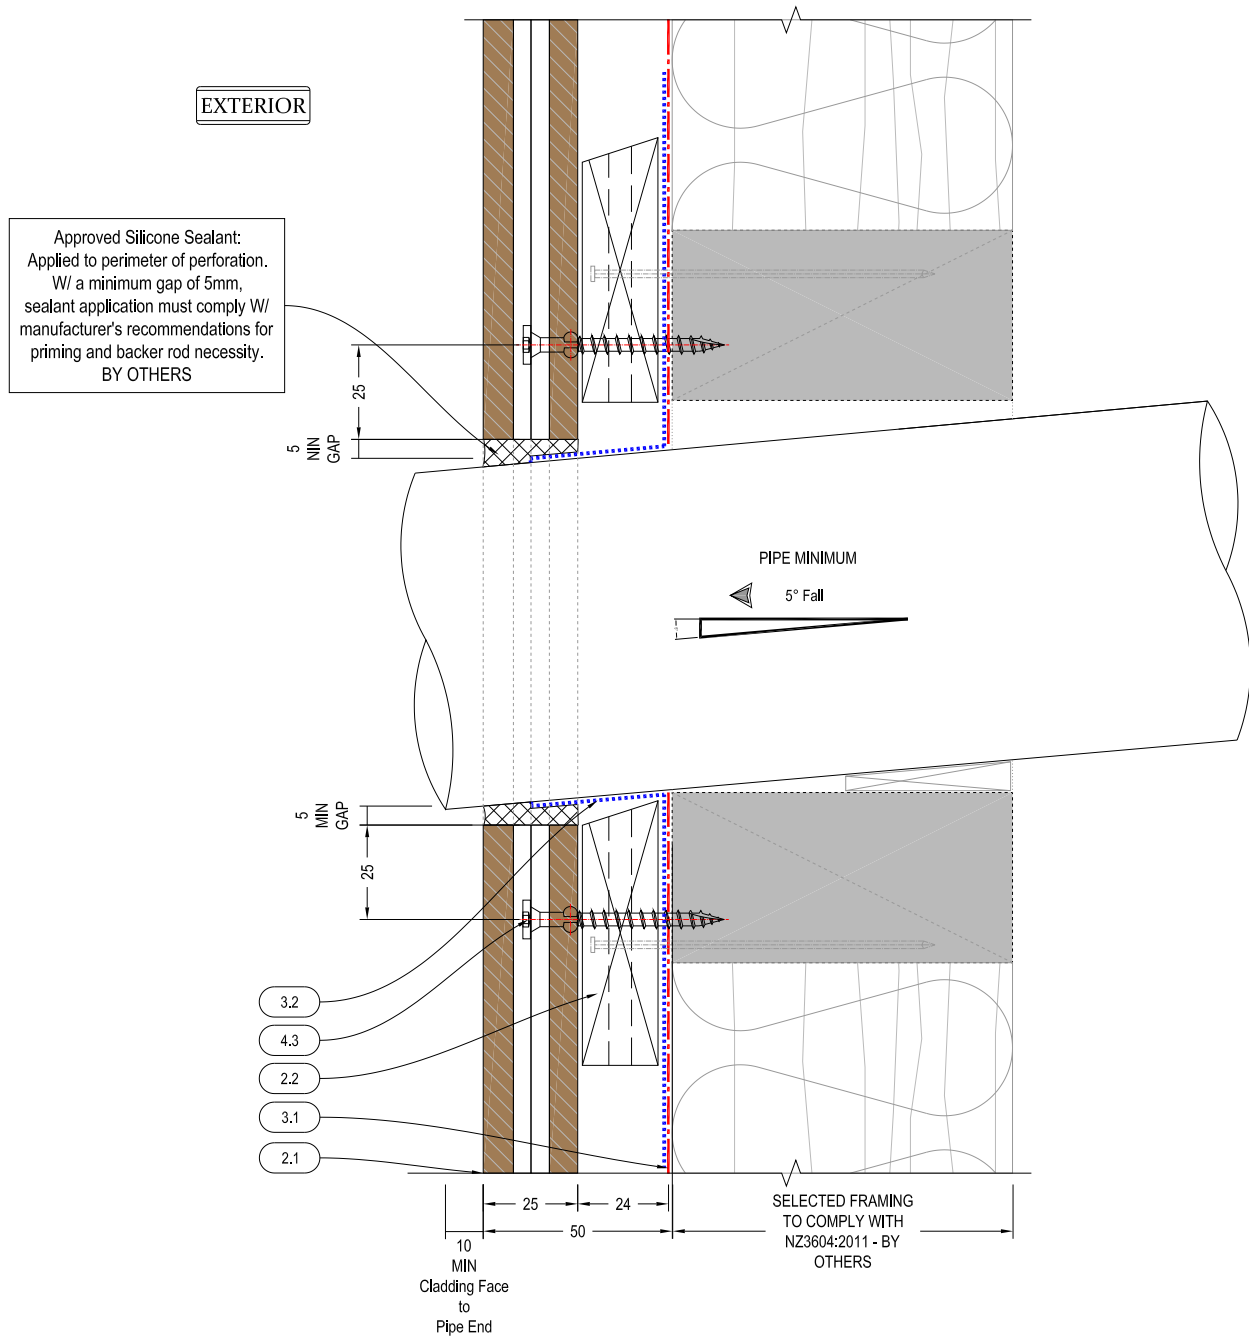 EXTERIOR
Approved Silicone Sealant:
Applied to perimeter of perforation.
W/ a minimum gap of 5mm,
sealant application must comply W/
manufacturer's recommendations for
priming and backer rod necessity.
BY OTHERS
25
5
NIN
GAP
PIPE MINIMUM
5° Fall
5
MIN
GAP
25
3.2
4.3
2.2
3.1
2.1
25
24
50
10
MIN
Cladding Face
to
Pipe End
SELECTED FRAMING
TO COMPLY WITH
NZ3604:2011 - BY
OTHERS